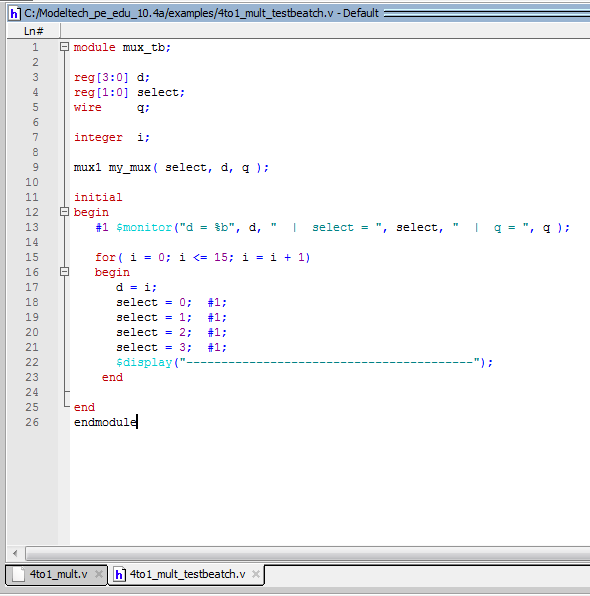 h C:/Modeltech_pe_edu_10.4a/examples/4to1_mult_testbeatch.v - Default
Ln#
1 module mux_tb;
2
3 reg[3:0] d;
4 reg[1:0] select;
5 wire     q;
6
7 integer  i;
8
9 mux1 my_mux( select, d, q );
10
11 initial
12 begin
13    #1 $monitor("d = %b", d, "  |  select = ", select, "  |  q = ", q );
14
15    for( i = 0; i <= 15; i = i + 1)
16    begin
17       d = i;
18       select = 0;  #1;
19       select = 1;  #1;
20       select = 2;  #1;
21       select = 3;  #1;
22       $display("-----------------------------------------");
23     end
24
25 end
26 endmodule
4to1_mult.v h 4to1_mult_testbeatch.v